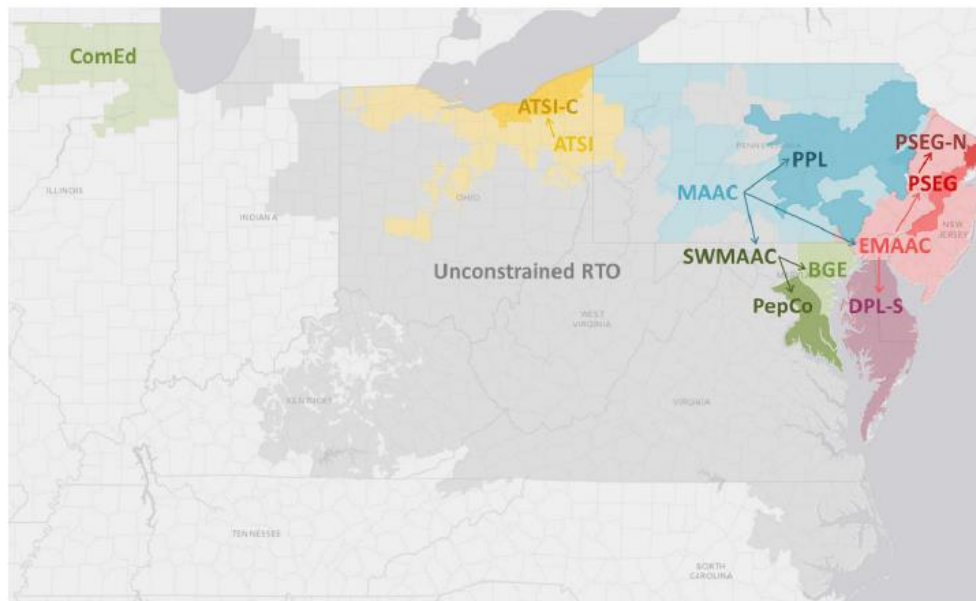 ComEd
ATSI-C
ATSI
PSEG-N
PENNSYLVANIA
PPL
PSEG
MAAC
ILLINOIS
OHIO
NEW
JERSEY
INDIANA
EMAAC
SWMAAC
BGE
Unconstrained RTO
PepCo
DPL-S
WEST
VIRGINIA
KENTUCKY
VIRGINIA
TENNESSEE
NORTH
CAROLINA